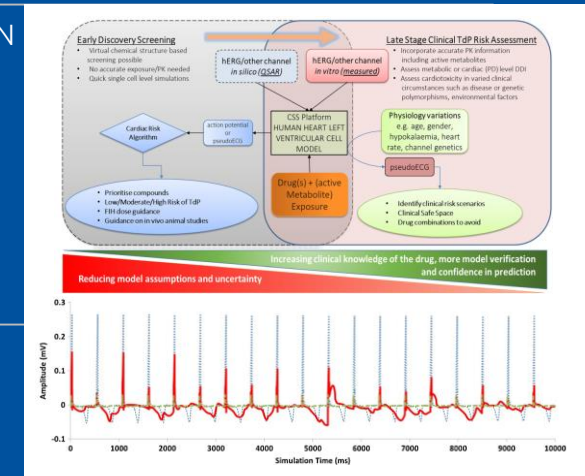 N
Early Discovery Screening
• Virtual chemical structure based
screening possible
• No accurate exposure/PK needed
• Quick single cell level simulations
hERG/other channel
in silico (QSAR)
hERG/other channel
in vitro (measured)
Late Stage Clinical TdP Risk Assessment
• Incorporate accurate PK information
including active metabolites
• Assess metabolic or cardiac (PD) level DDI
• Assess cardiotoxicity in varied clinical
circumstances such as disease or genetic
polymorphisms, environmental factors
Cardiac Risk
Algorithm
action potential
or
pseudoECG
CSS Platform
HUMAN HEART LEFT
VENTRICULAR CELL
MODEL
Physiology variations
e.g. age, gender,
hypokalaemia, heart
rate, channel genetics
pseudoECG
• Prioritise compounds
• Low/Moderate/High Risk of TdP
• FIH dose guidance
• Guidance on in vivo animal studies
Drug(s) + (active
Metabolite)
Exposure
• Identify clinical risk scenarios
• Clinical Safe Space
• Drug combinations to avoid
Increasing clinical knowledge of the drug, more model verification
and confidence in prediction
Reducing model assumptions and uncertainty
0.3
0.2
0.1
0
-0.1
Amplitude (mV)
0 1000 2000 3000 4000 5000 6000 7000 8000 9000 10000
Simulation Time (ms)